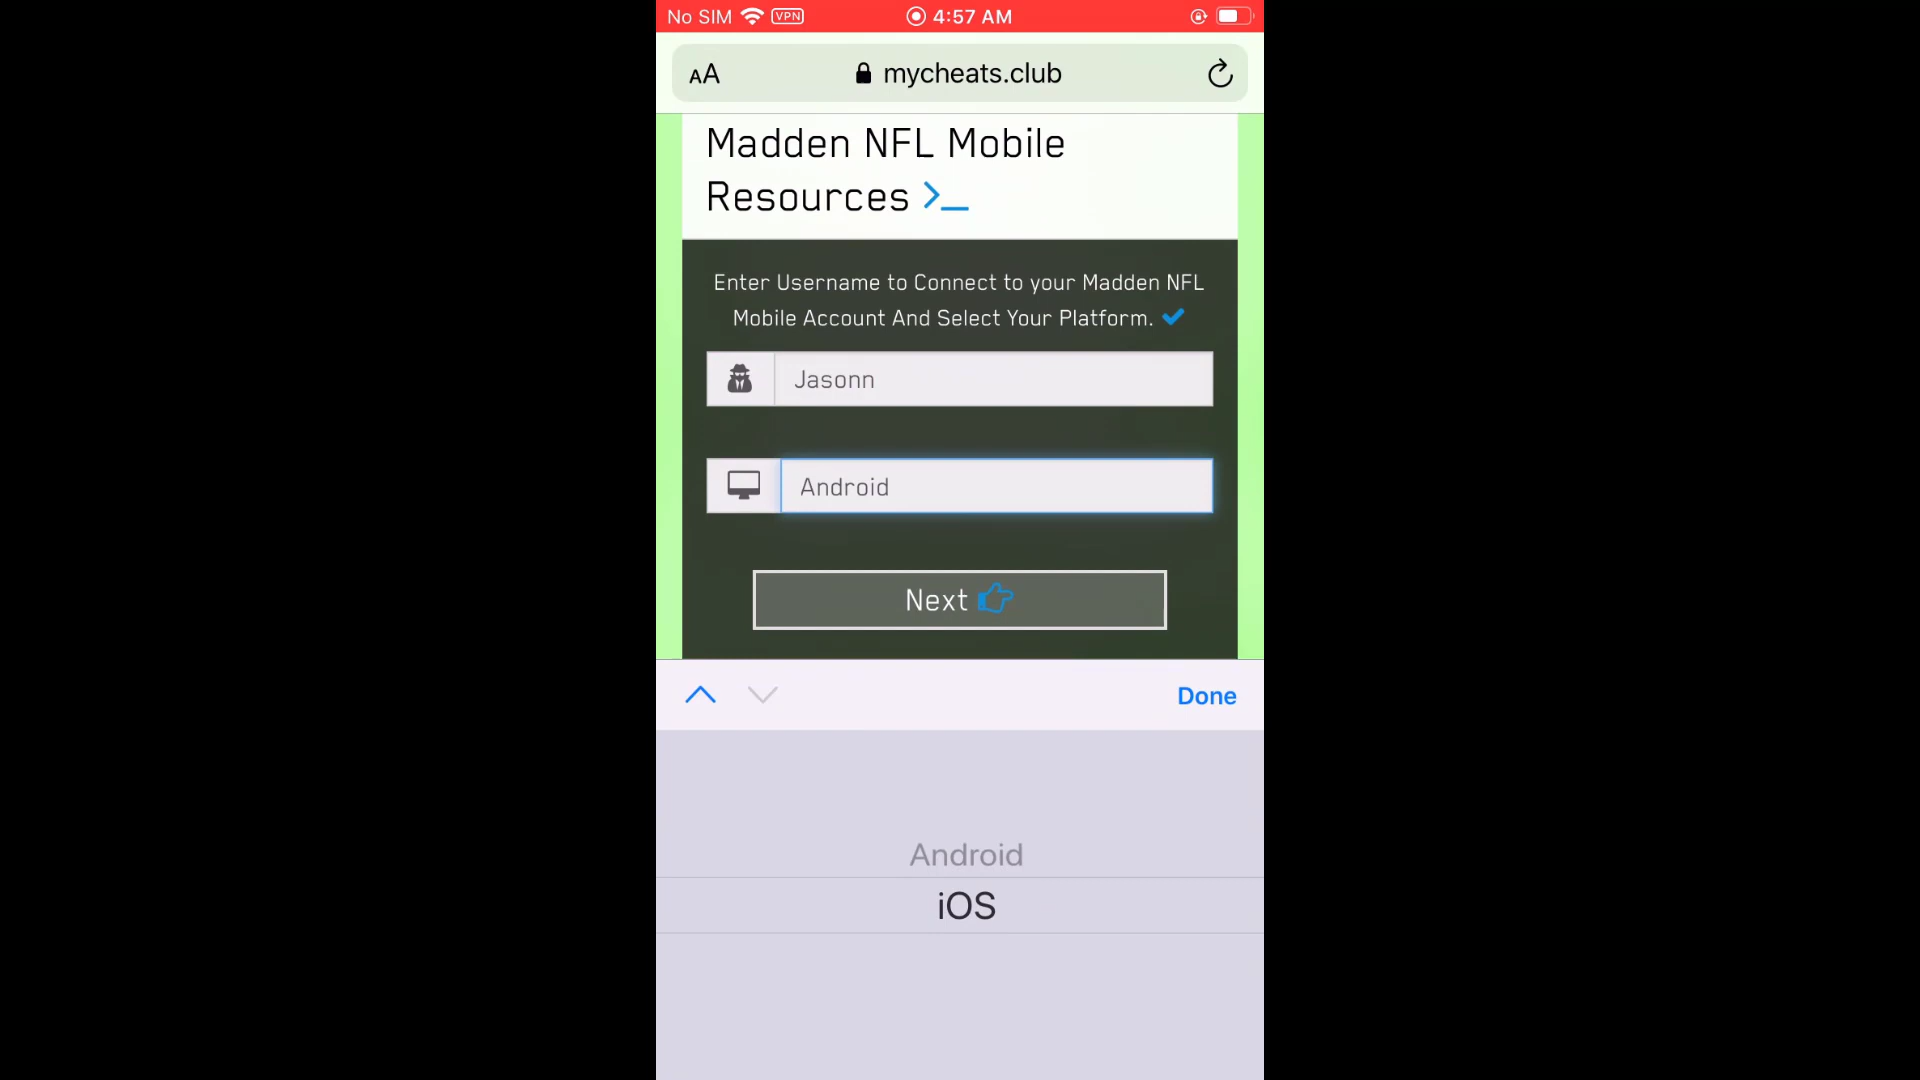 No SIM VPN 4:57 AM
AA mycheats.club
Madden NFL Mobile
Resources >_
Enter Username to Connect to your Madden NFL
Mobile Account And Select Your Platform.
Jasonn
Android
Next
Done
Android
iOS